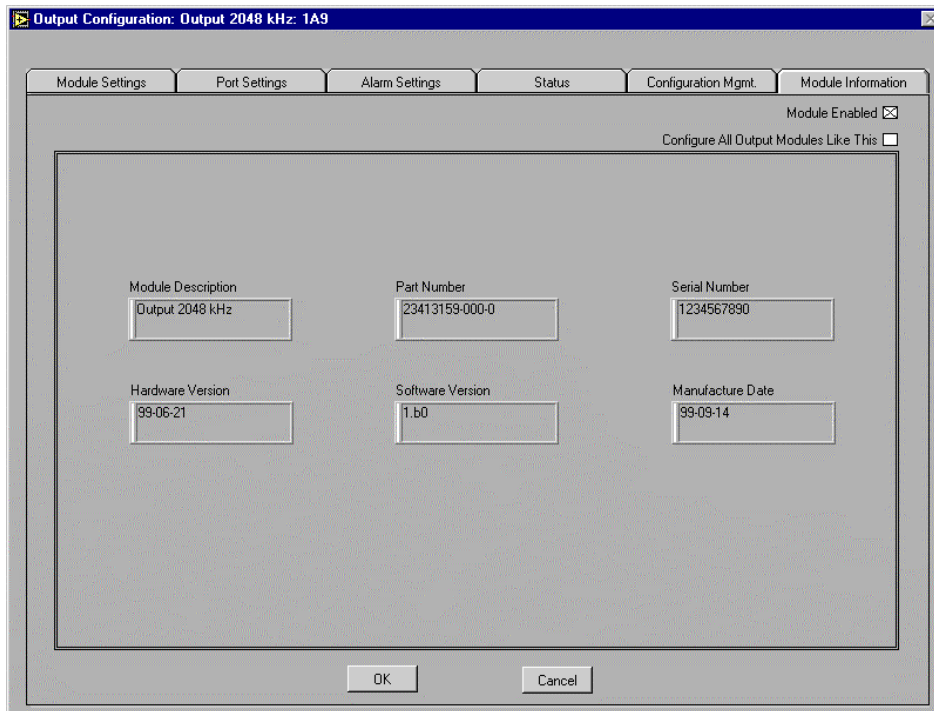 Output Configuration: Output 2048 kHz: 1A9
Module Settings Port Settings Alarm Settings Status Configuration Mgmt. Module Information
Module Enabled
Configure All Output Modules Like This
Module Description Part Number Serial Number
Output 2048 kHz 23413159-000-0 1234567890
Hardware Version Software Version Manufacture Date
99-06-21 1.b0 99-09-14
OK Cancel